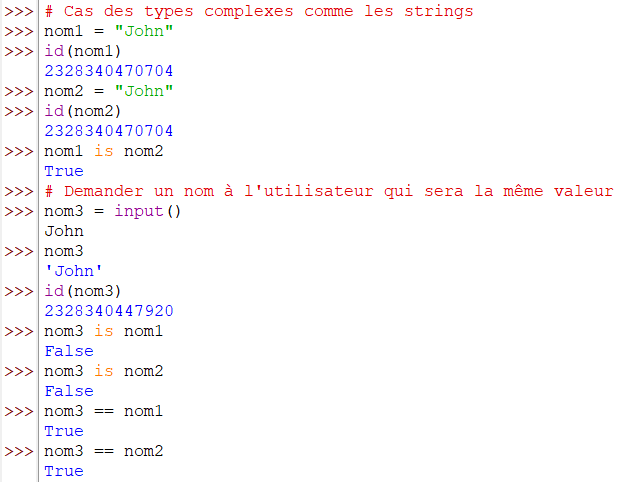 >>> # Cas des types complexes comme les strings
>>> nom1 = "John"
>>> id(nom1)
2328340470704
>>> nom2 = "John"
>>> id(nom2)
2328340470704
>>> nom1 is nom2
True
>>> # Demander un nom à l'utilisateur qui sera la même valeur
>>> nom3 = input()
John
>>> nom3
'John'
>>> id(nom3)
2328340447920
>>> nom3 is nom1
False
>>> nom3 is nom2
False
>>> nom3 == nom1
True
>>> nom3 == nom2
True